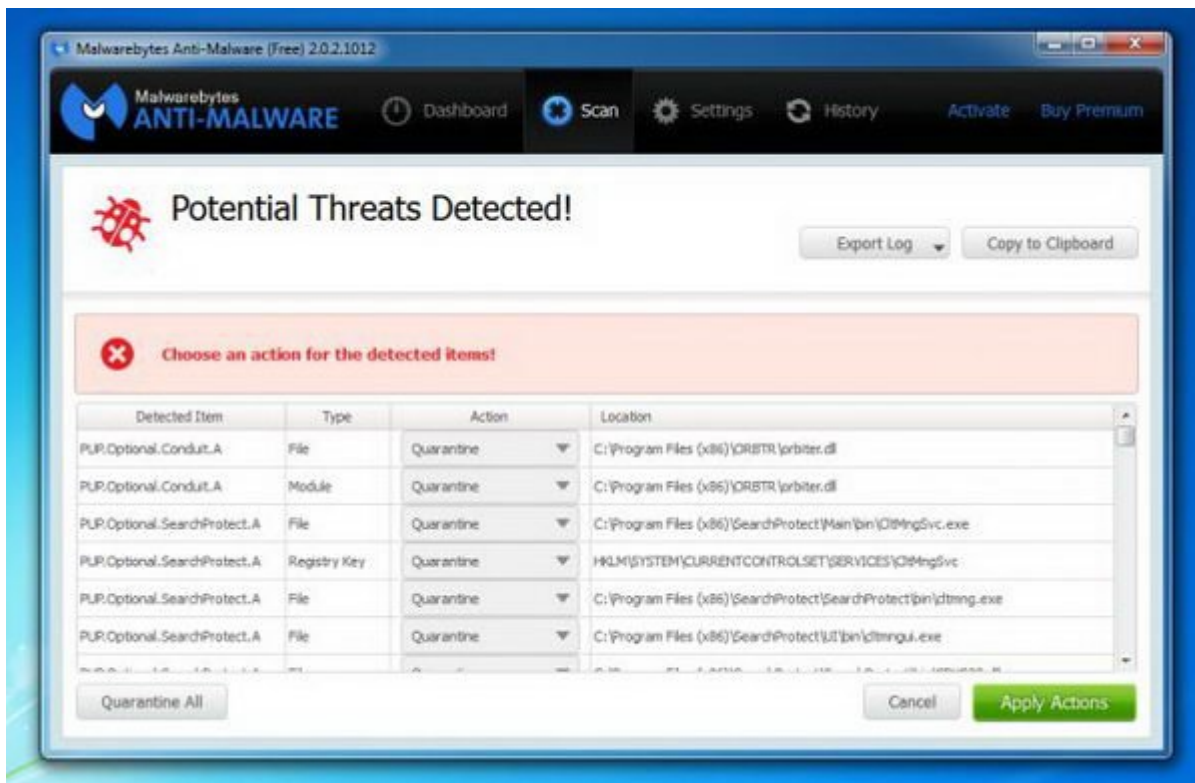 Malwarebytes Anti-Malware (Free) 2.0.2.1012
Malwarebytes
ANTI-MALWARE
Dashboard
Scan
Settings
History
Activate
Buy Premium
Potential Threats Detected!
Export Log
Copy to Clipboard
Choose an action for the detected items!
Detected Item Type Action Location
PUP.Optional.Conduit.A File Quarantine C:\Program Files (x86)\ORBTR\orbiter.dll
PUP.Optional.Conduit.A Module Quarantine C:\Program Files (x86)\ORBTR\orbiter.dll
PUP.Optional.SearchProtect.A File Quarantine C:\Program Files (x86)\SearchProtect\Main\bin\CltMngSvc.exe
PUP.Optional.SearchProtect.A Registry Key Quarantine HKLM\SYSTEM\CURRENTCONTROLSET\SERVICES\CltMngSvc
PUP.Optional.SearchProtect.A File Quarantine C:\Program Files (x86)\SearchProtect\SearchProtect\bin\cltmng.exe
PUP.Optional.SearchProtect.A File Quarantine C:\Program Files (x86)\SearchProtect\UI\bin\cltmngui.exe
Quarantine All
Cancel
Apply Actions